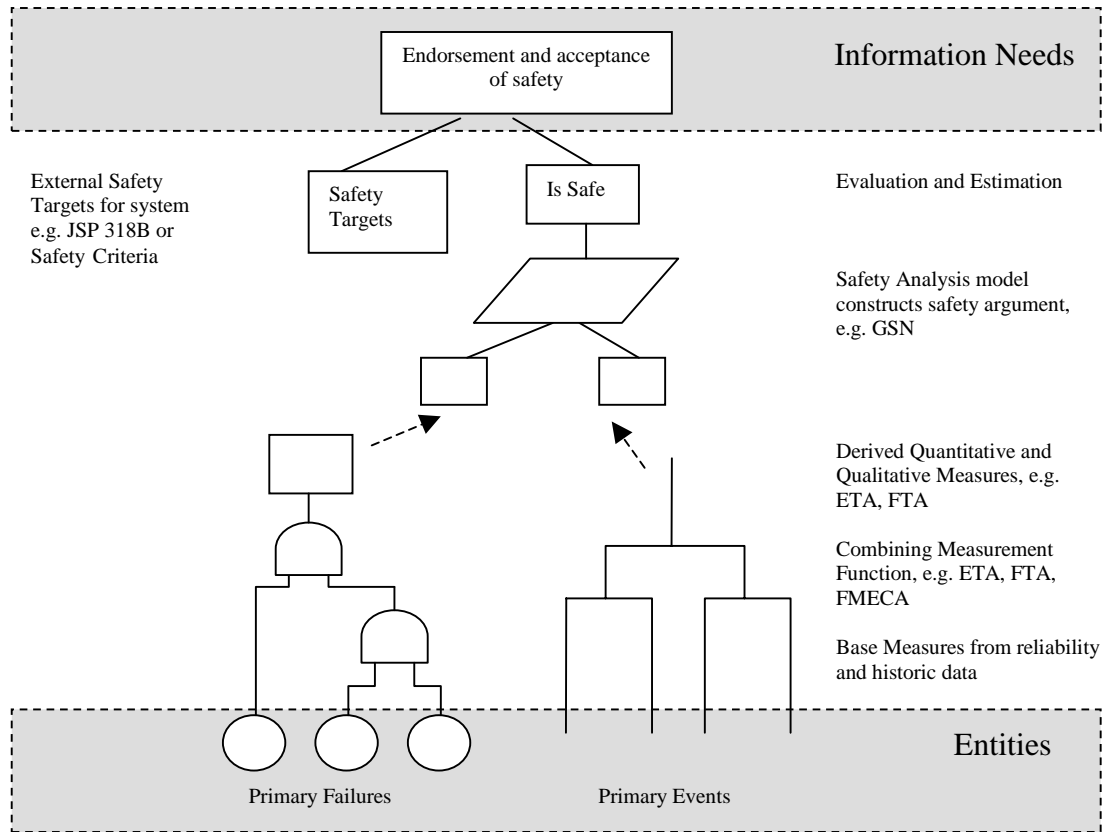 Endorsement and acceptance
of safety
Information Needs
External Safety
Targets for system
e.g. JSP 318B or
Safety Criteria
Safety
Targets
Is Safe
Evaluation and Estimation
Safety Analysis model
constructs safety argument,
e.g. GSN
Derived Quantitative and
Qualitative Measures, e.g.
ETA, FTA
Combining Measurement
Function, e.g. ETA, FTA,
FMECA
Base Measures from reliability
and historic data
Entities
Primary Failures
Primary Events